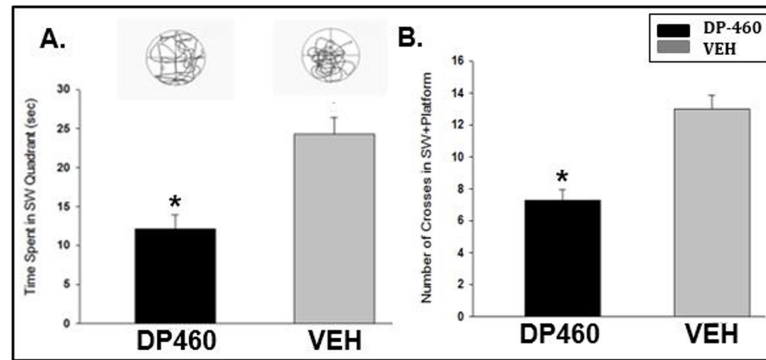 A.
B.
DP-460
VEH
Time Spent in SW Quadrant (sec)
30
25
20
15
10
5
0
*
DP460
VEH
Number of Crosses in SW+Platform
16
14
12
10
8
6
4
2
0
*
DP460
VEH